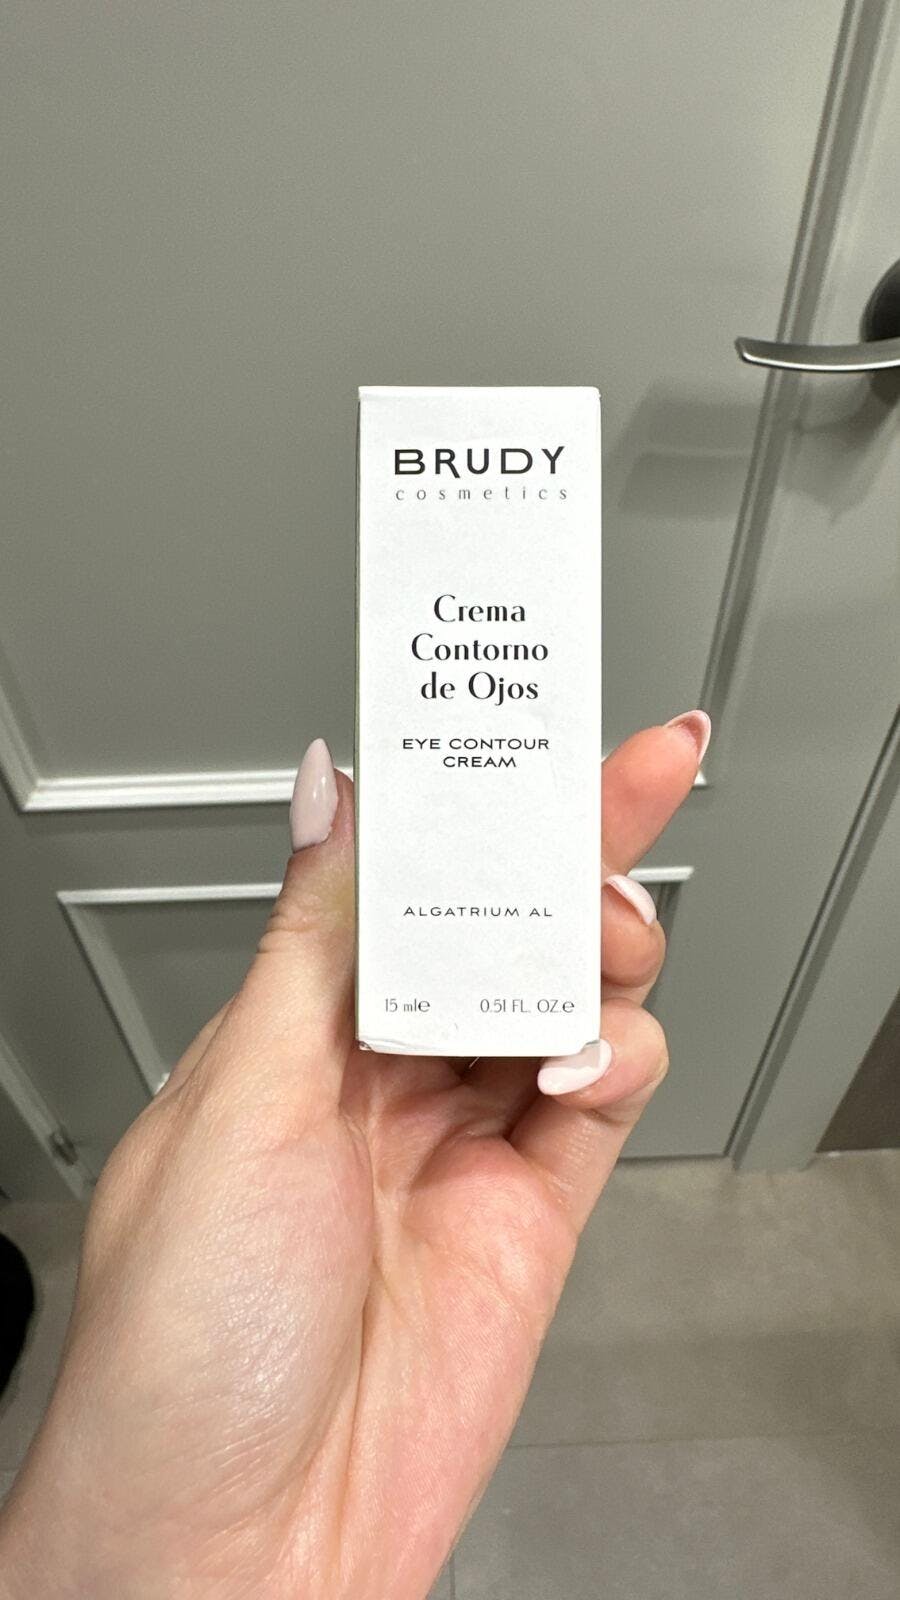 BRUDY
cosmetics
Crema
Contorno
de Ojos
EYE CONTOUR
CREAM
ALGATRIUM AL
15 ml℮ 0.51 FL. OZ.℮